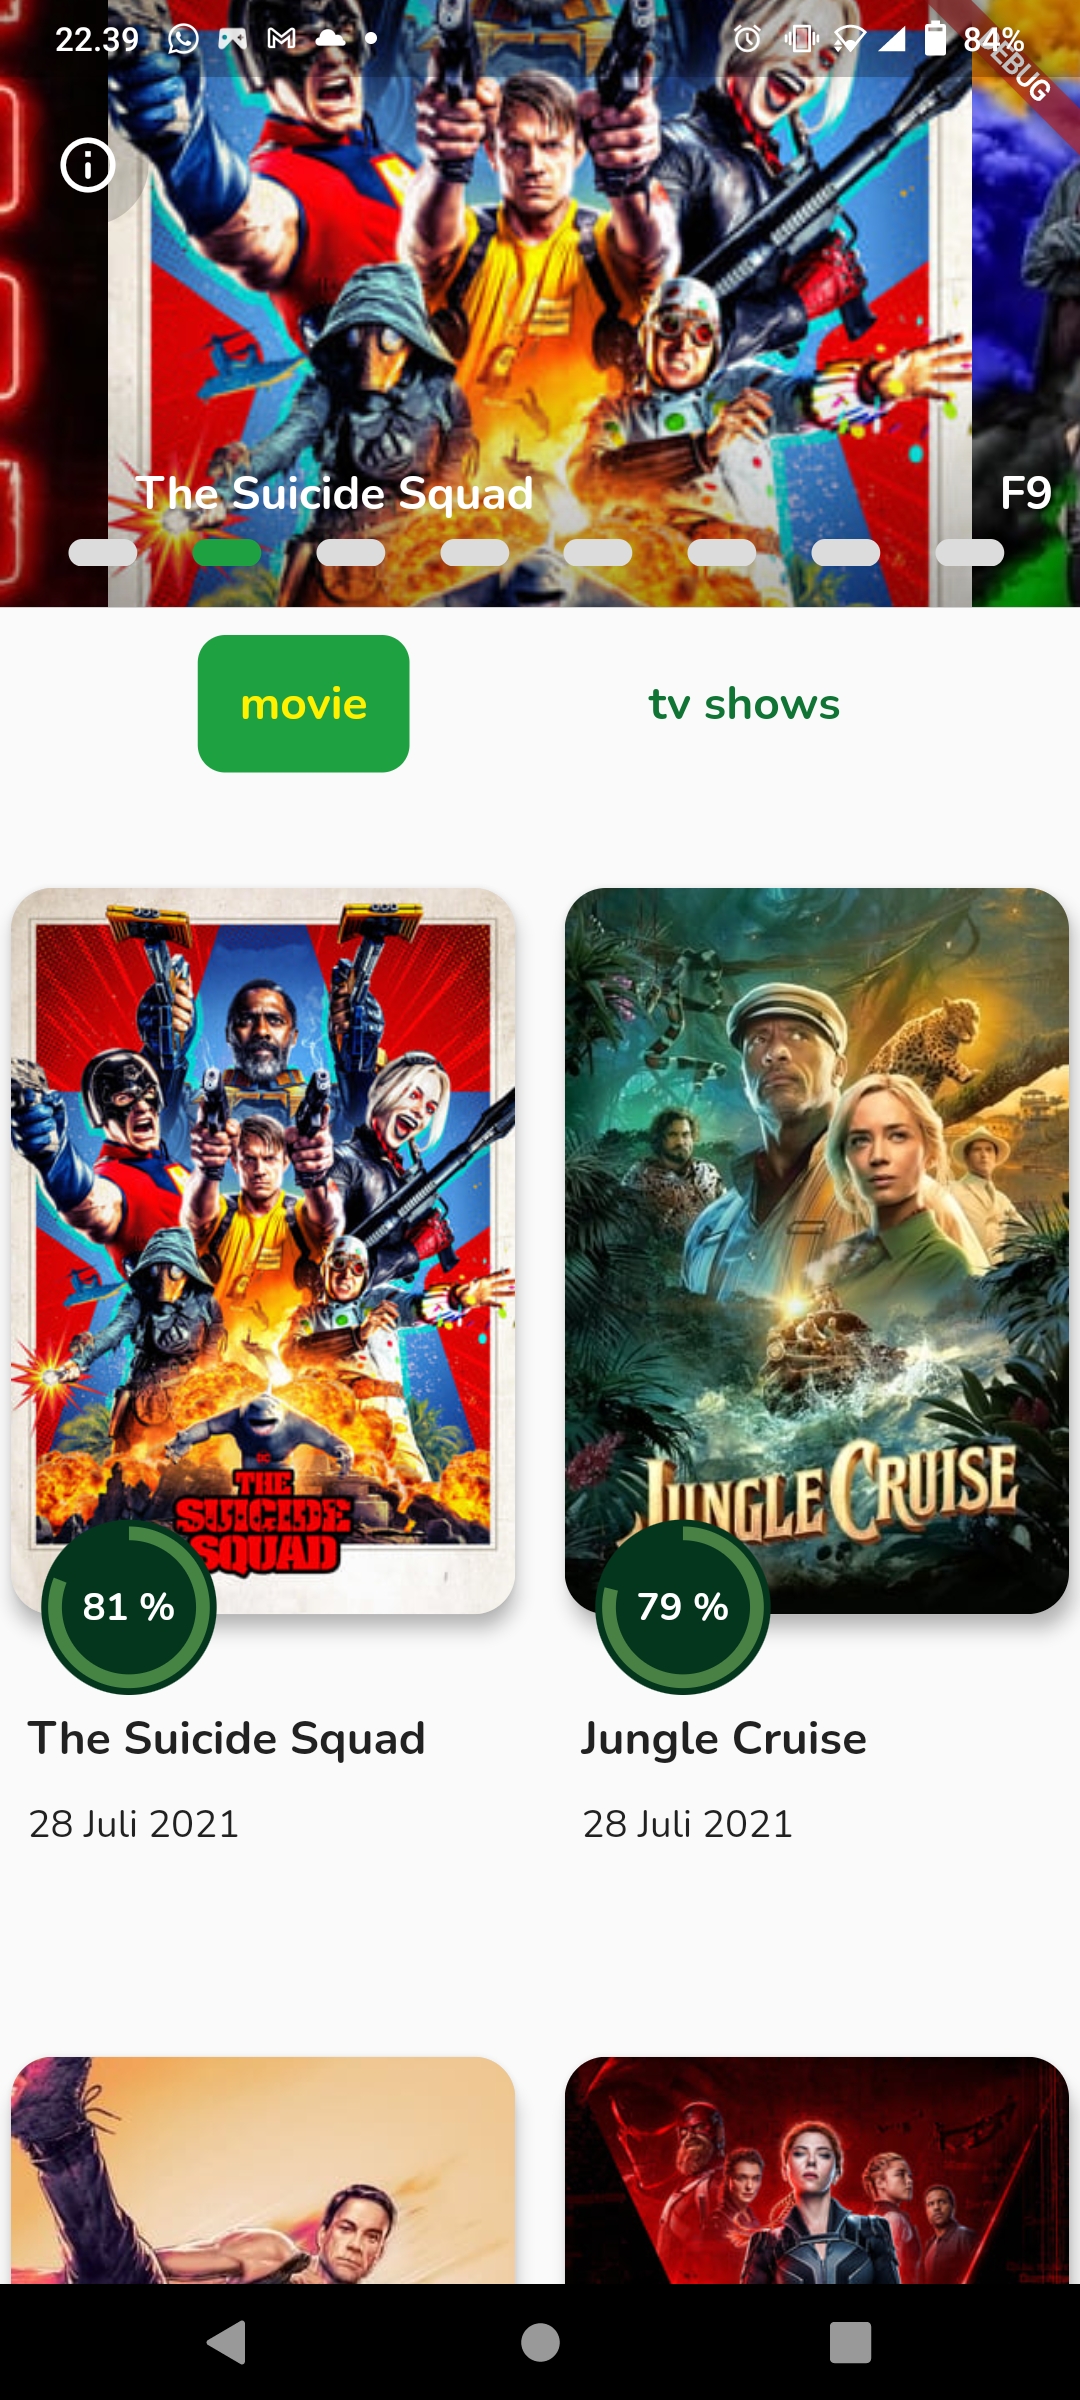 22.39
84%
DEBUG
The Suicide Squad
F9
movie
tv shows
THE
SUICIDE
SQUAD
JUNGLE CRUISE
81 %
79 %
The Suicide Squad
Jungle Cruise
28 Juli 2021
28 Juli 2021